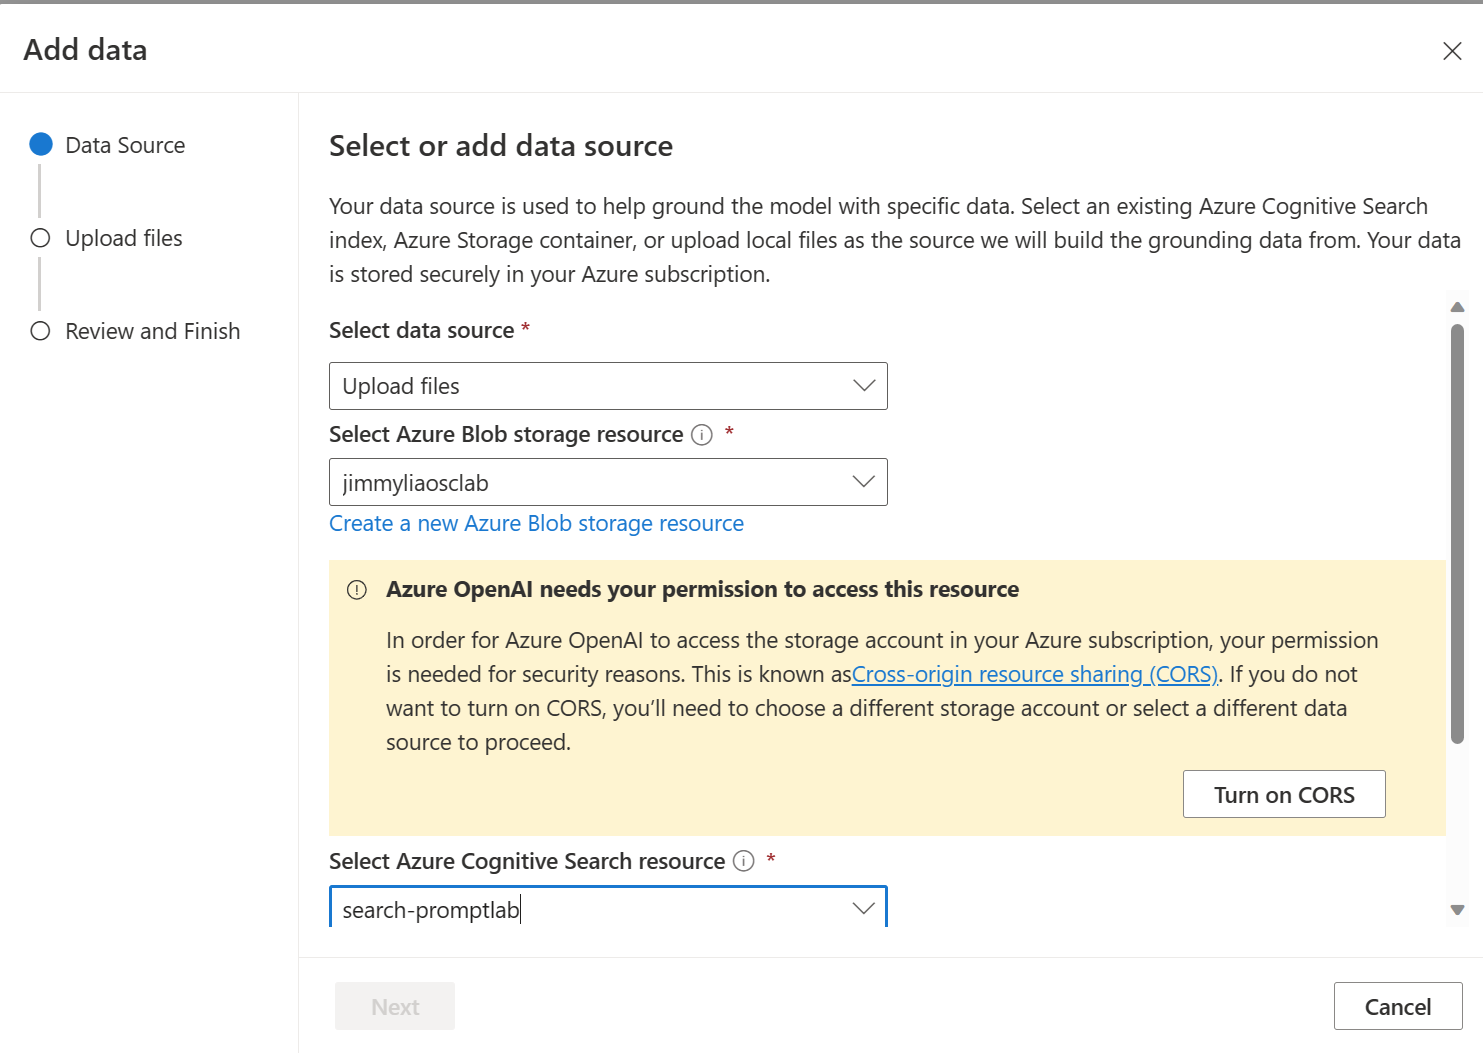 Add data
Data Source
Upload files
Review and Finish
Select or add data source
Your data source is used to help ground the model with specific data. Select an existing Azure Cognitive Search
index, Azure Storage container, or upload local files as the source we will build the grounding data from. Your data
is stored securely in your Azure subscription.
Select data source *
Upload files
Select Azure Blob storage resource *
jimmyliaosclab
Create a new Azure Blob storage resource
Azure OpenAI needs your permission to access this resource
In order for Azure OpenAI to access the storage account in your Azure subscription, your permission
is needed for security reasons. This is known asCross-origin resource sharing (CORS). If you do not
want to turn on CORS, you’ll need to choose a different storage account or select a different data
source to proceed.
Turn on CORS
Select Azure Cognitive Search resource *
search-promptlab
Next
Cancel